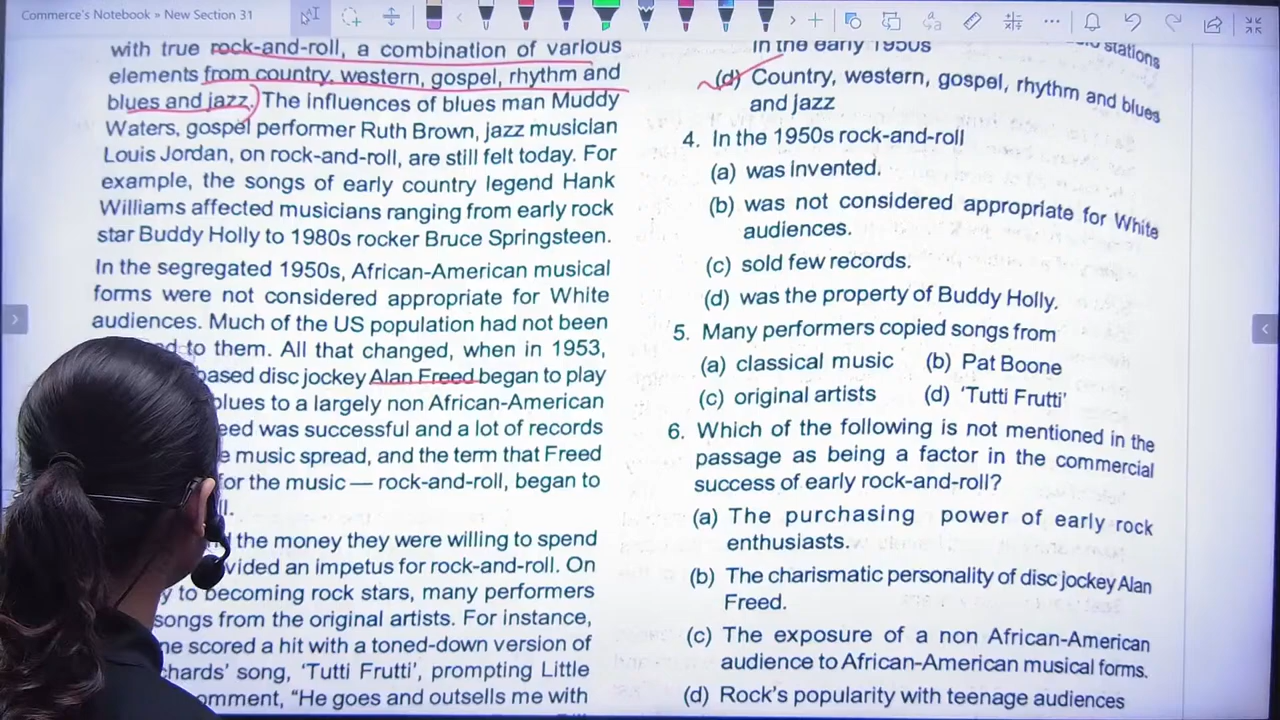 Commerce's Notebook » New Section 31
with true rock-and-roll, a combination of various
elements from country, western, gospel, rhythm and
blues and jazz. The influences of blues man Muddy
Waters, gospel performer Ruth Brown, jazz musician
Louis Jordan, on rock-and-roll, are still felt today. For
example, the songs of early country legend Hank
Williams affected musicians ranging from early rock
star Buddy Holly to 1980s rocker Bruce Springsteen.
In the segregated 1950s, African-American musical
forms were not considered appropriate for White
audiences. Much of the US population had not been
to them. All that changed, when in 1953,
based disc jockey Alan Freed began to play
blues to a largely non African-American
was successful and a lot of records
music spread, and the term that Freed
for the music — rock-and-roll, began to
the money they were willing to spend
an impetus for rock-and-roll. On
to becoming rock stars, many performers
songs from the original artists. For instance,
scored a hit with a toned-down version of
song, 'Tutti Frutti', prompting Little
"He goes and outsells me with
in the early 1950s
stations
(d) Country, western, gospel, rhythm and blues
and jazz
4. In the 1950s rock-and-roll
(a) was invented.
(b) was not considered appropriate for White
audiences.
(c) sold few records.
(d) was the property of Buddy Holly.
5. Many performers copied songs from
(a) classical music (b) Pat Boone
(c) original artists (d) 'Tutti Frutti'
6. Which of the following is not mentioned in the
passage as being a factor in the commercial
success of early rock-and-roll?
(a) The purchasing power of early rock
enthusiasts.
(b) The charismatic personality of disc jockey Alan
Freed.
(c) The exposure of a non African-American
audience to African-American musical forms.
(d) Rock's popularity with teenage audiences